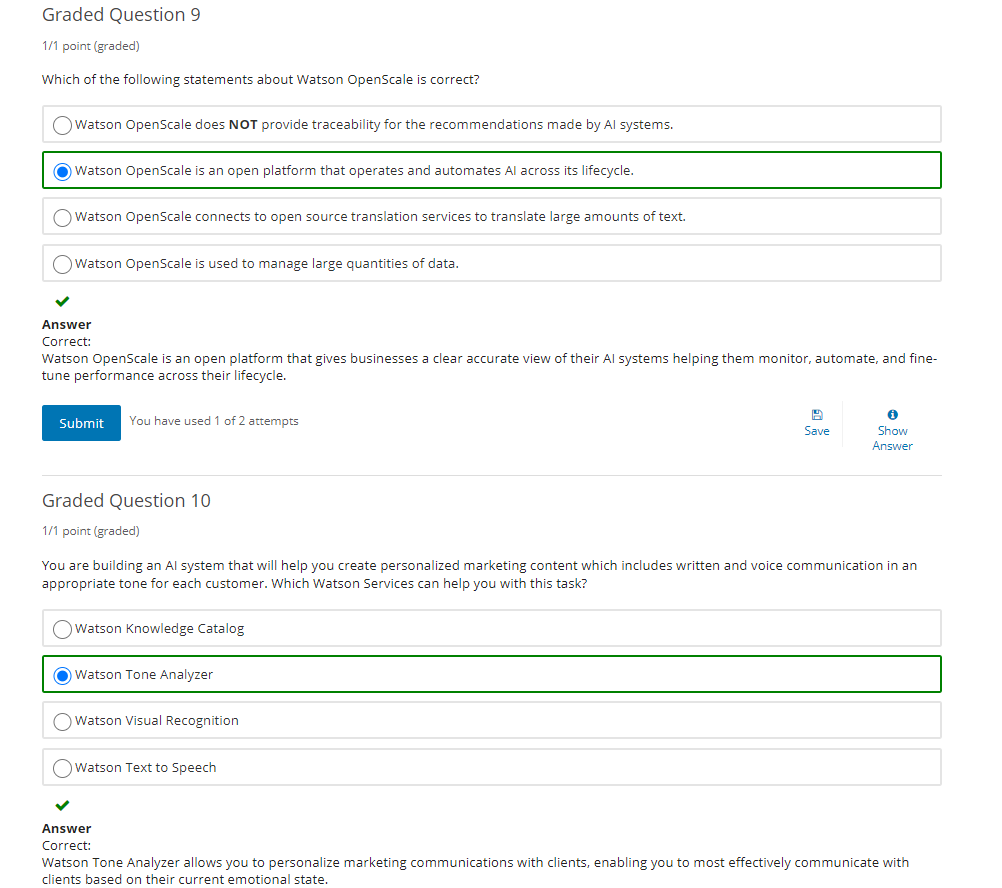 Graded Question 9
1/1 point (graded)
Which of the following statements about Watson OpenScale is correct?
Watson OpenScale does NOT provide traceability for the recommendations made by AI systems.
Watson OpenScale is an open platform that operates and automates AI across its lifecycle.
Watson OpenScale connects to open source translation services to translate large amounts of text.
Watson OpenScale is used to manage large quantities of data.
Answer
Correct:
Watson OpenScale is an open platform that gives businesses a clear accurate view of their AI systems helping them monitor, automate, and fine-
tune performance across their lifecycle.
Submit
You have used 1 of 2 attempts
Save
Show
Answer
Graded Question 10
1/1 point (graded)
You are building an AI system that will help you create personalized marketing content which includes written and voice communication in an
appropriate tone for each customer. Which Watson Services can help you with this task?
Watson Knowledge Catalog
Watson Tone Analyzer
Watson Visual Recognition
Watson Text to Speech
Answer
Correct:
Watson Tone Analyzer allows you to personalize marketing communications with clients, enabling you to most effectively communicate with
clients based on their current emotional state.